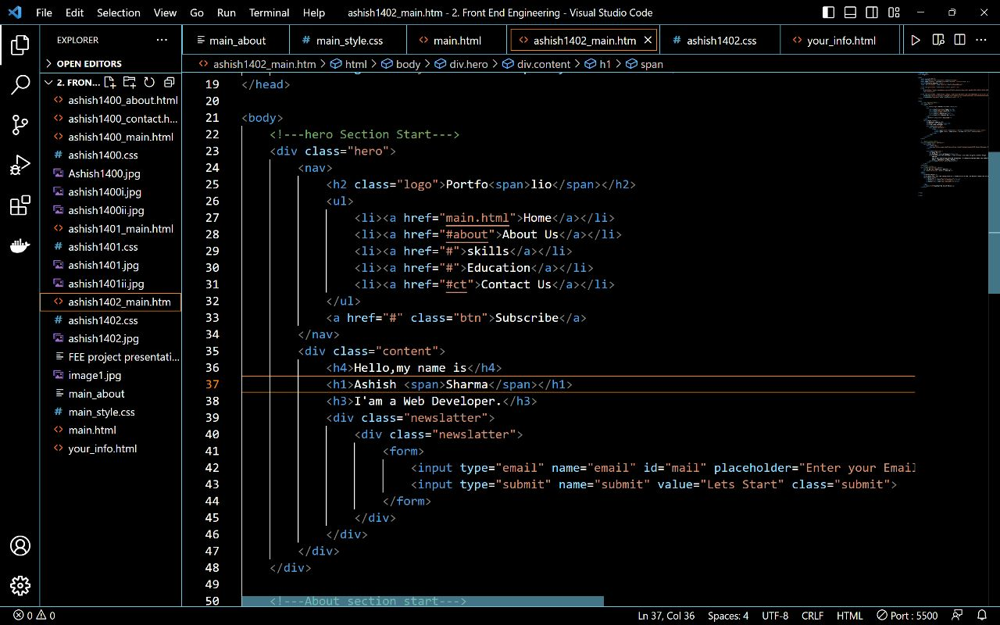 File Edit Selection View Go Run Terminal Help ashish1402_main.htm - 2. Front End Engineering - Visual Studio Code
EXPLORER
OPEN EDITORS
2. FRON...
ashish1400_about.html
ashish1400_contact.h...
ashish1400_main.html
ashish1400.css
Ashish1400.jpg
ashish1400i.jpg
ashish1400ii.jpg
ashish1401_main.html
ashish1401.css
ashish1401.jpg
ashish1401ii.jpg
ashish1402_main.htm
ashish1402.css
ashish1402.jpg
FEE project presentati...
image1.jpg
main_about
main_style.css
main.html
your_info.html
main_about main_style.css main.html ashish1402_main.htm ashish1402.css your_info.html
ashish1402_main.htm > html > body > div.hero > div.content > h1 > span
19 </head>
20
21 <body>
22 <!---hero Section Start--->
23 <div class="hero">
24 <nav>
25 <h2 class="logo">Portfo<span>lio</span></h2>
26 <ul>
27 <li><a href="main.html">Home</a></li>
28 <li><a href="#about">About Us</a></li>
29 <li><a href="#">skills</a></li>
30 <li><a href="#">Education</a></li>
31 <li><a href="#ct">Contact Us</a></li>
32 </ul>
33 <a href="#" class="btn">Subscribe</a>
34 </nav>
35 <div class="content">
36 <h4>Hello,my name is</h4>
37 <h1>Ashish <span>Sharma</span></h1>
38 <h3>I'am a Web Developer.</h3>
39 <div class="newslatter">
40 <div class="newslatter">
41 <form>
42 <input type="email" name="email" id="mail" placeholder="Enter your Email
43 <input type="submit" name="submit" value="Lets Start" class="submit">
44 </form>
45 </div>
46 </div>
47 </div>
48 </div>
49
50 <!---About section start--->
0 0 Ln 37, Col 36 Spaces: 4 UTF-8 CRLF HTML Port : 5500